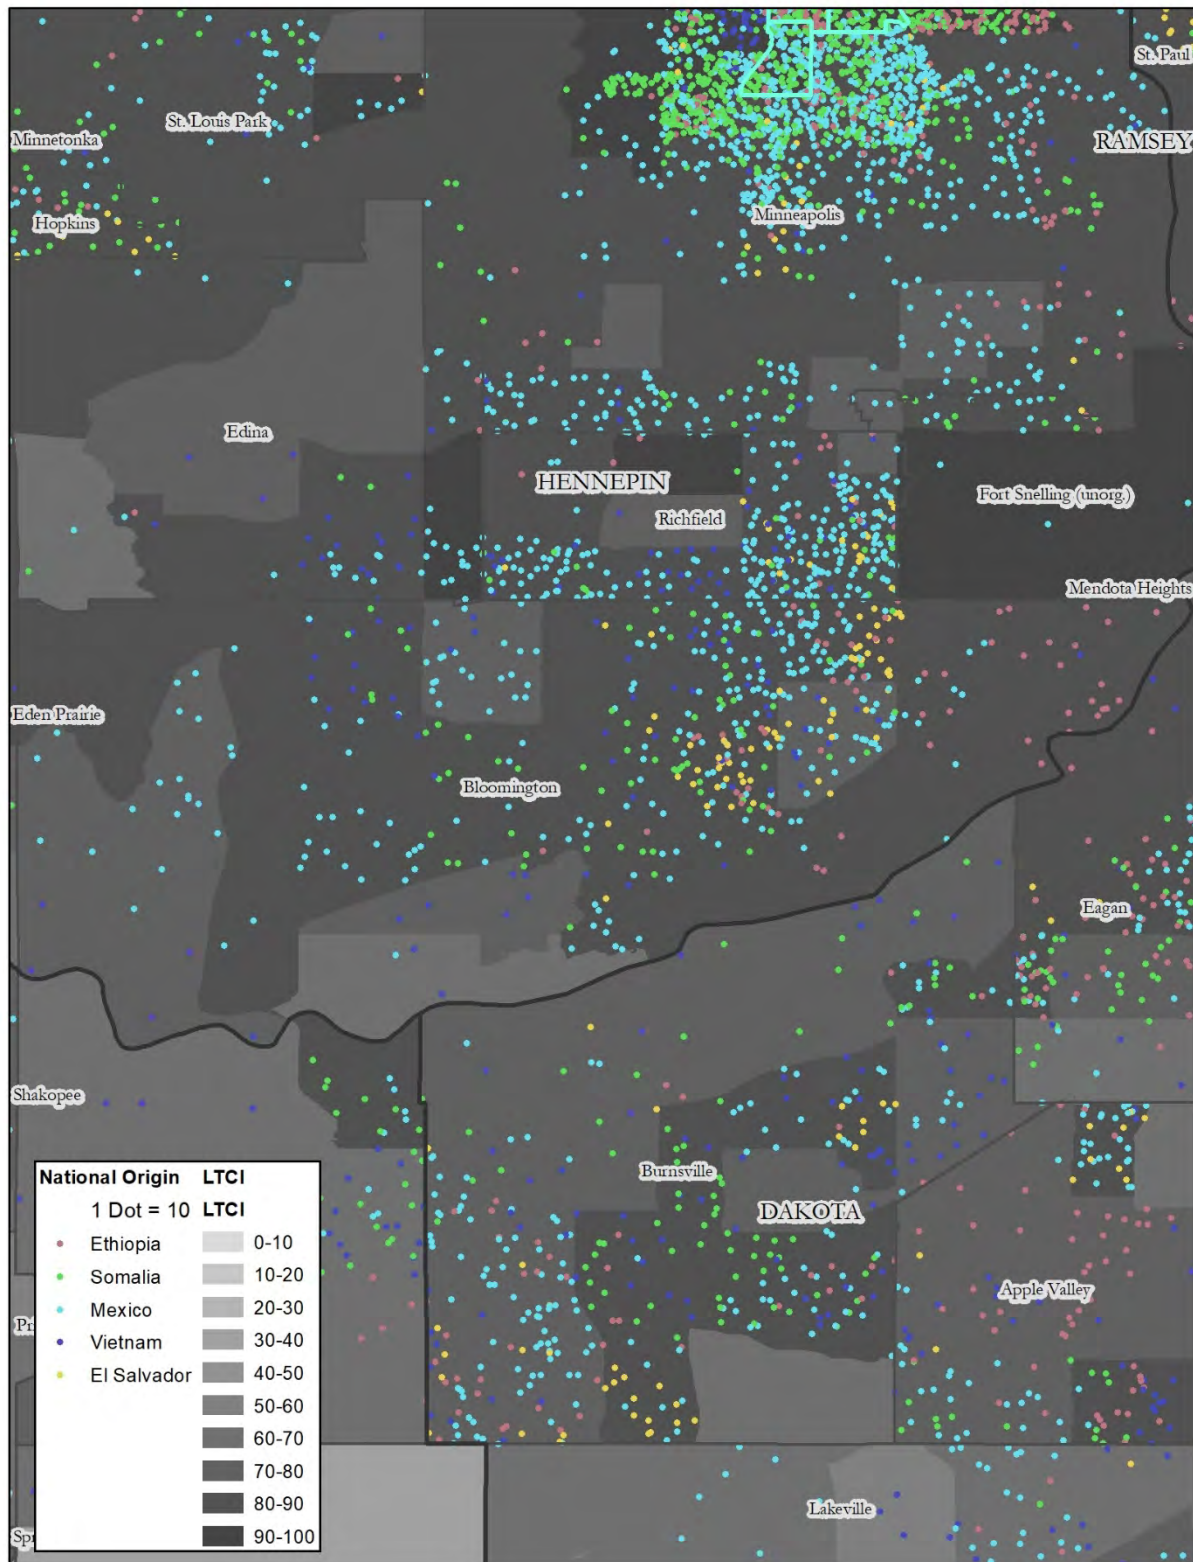 St. Paul
St. Louis Park
Minnetonka
RAMSEY
Hopkins
Minneapolis
Edina
HENNEPIN
Fort Snelling (unorg.)
Richfield
Mendota Heights
Eden Prairie
Bloomington
Eagan
Shakopee
Burnsville
DAKOTA
Apple Valley
Lakeville
National Origin LTCI
1 Dot = 10 LTCI
Ethiopia 0-10
Somalia 10-20
Mexico 20-30
Vietnam 30-40
El Salvador 40-50
50-60
60-70
70-80
80-90
90-100